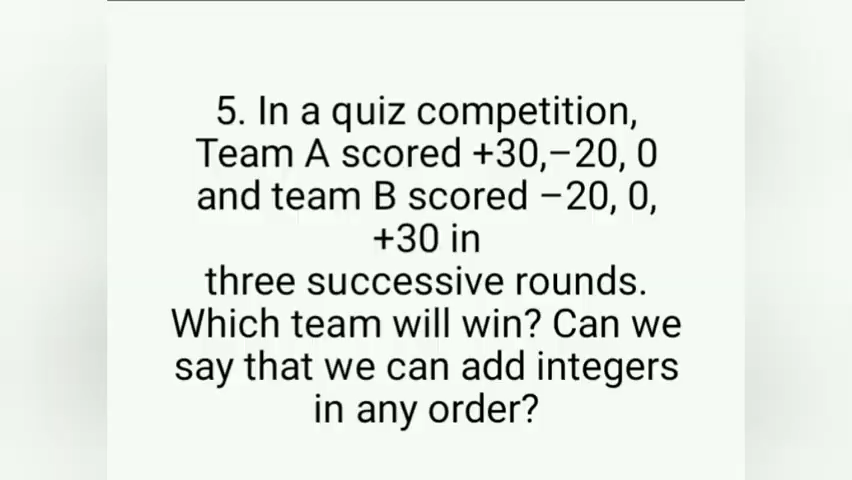 5. In a quiz competition,
Team A scored +30,–20, 0
and team B scored –20, 0,
+30 in
three successive rounds.
Which team will win? Can we
say that we can add integers
in any order?